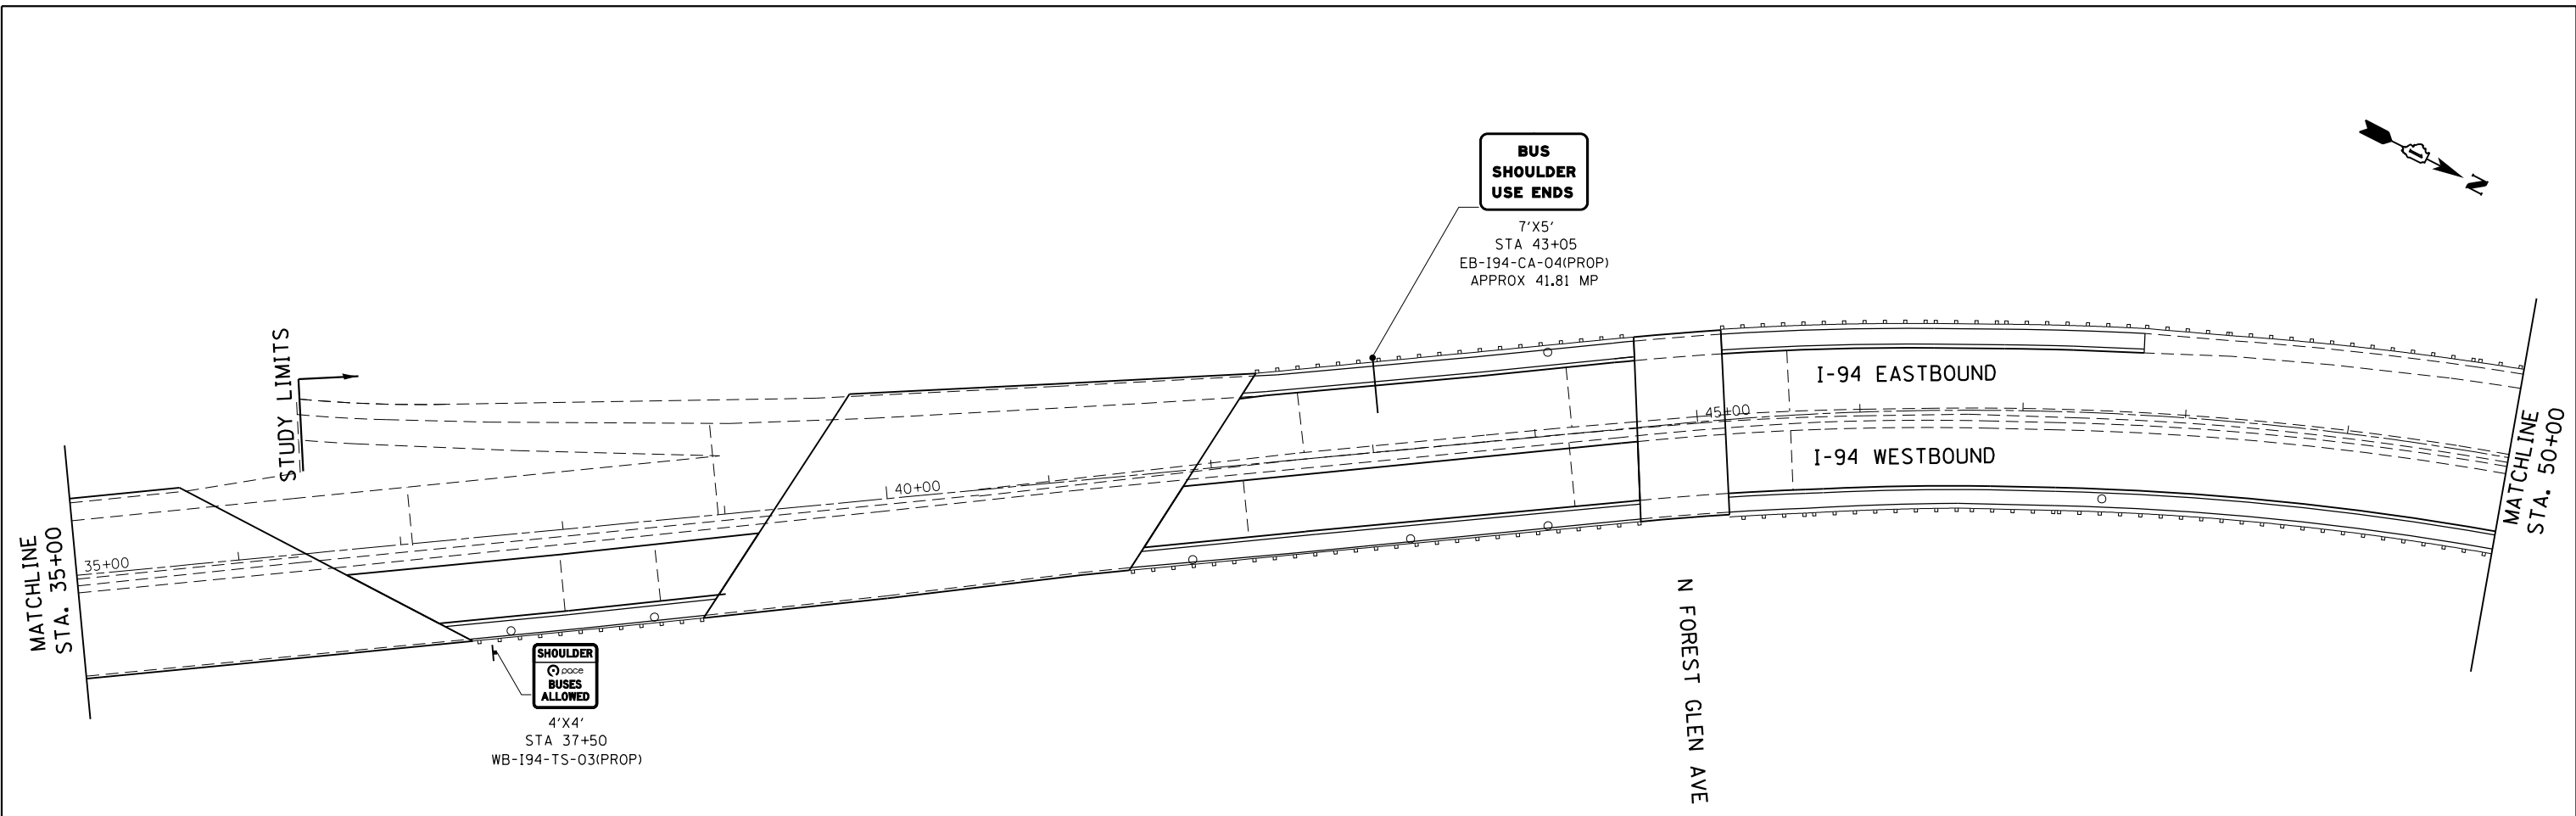 BUS
SHOULDER
USE ENDS
7'X5'
STA 43+05
EB-I94-CA-04(PROP)
APPROX 41.81 MP
N
STUDY LIMITS
I-94 EASTBOUND
45+00
I-94 WESTBOUND
MATCHLINE
STA. 50+00
40+00
35+00
MATCHLINE
STA. 35+00
SHOULDER
pace
BUSES
ALLOWED
4'X4'
STA 37+50
WB-I94-TS-03(PROP)
N FOREST GLEN AVE